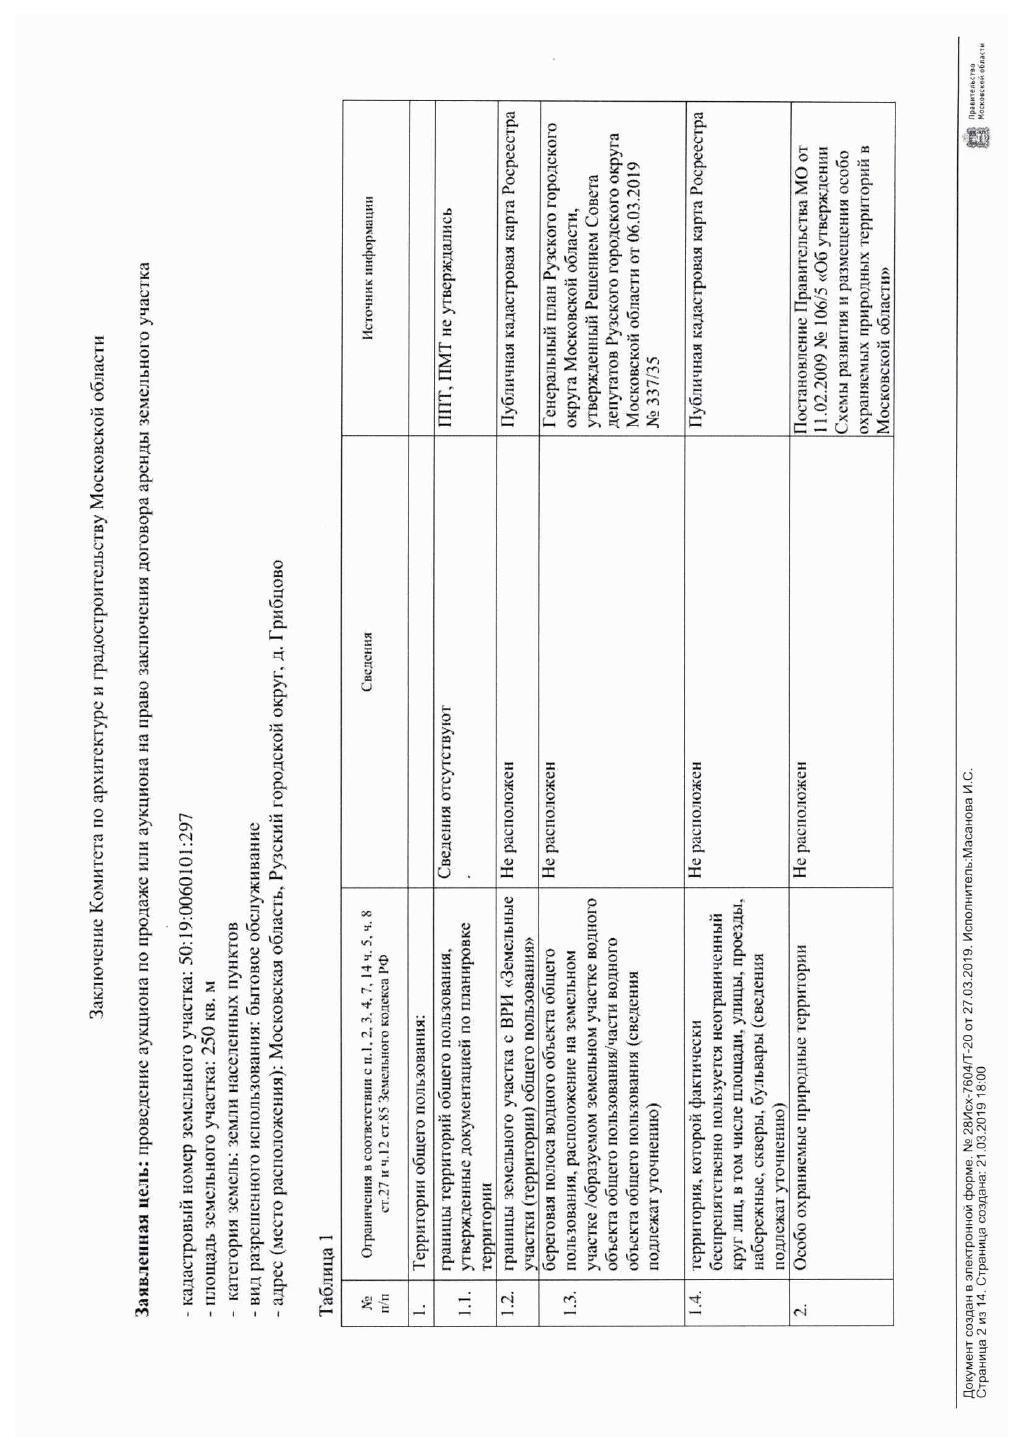 Заключение Комитета по архитектуре и градостроительству Московской области
Заявленная цель: проведение аукциона по продаже или аукциона на право заключения договора аренды земельного участка
- кадастровый номер земельного участка: 50:19:0060101:297
- площадь земельного участка: 250 кв. м
- категория земель: земли населенных пунктов
- вид разрешенного использования: бытовое обслуживание
- адрес (место расположения): Московская область, Рузский городской округ, д. Грибцово
Таблица 1
№
п/п
Ограничения в соответствии с п.1, 2, 3, 4, 7, 14 ч. 5, ч. 8
ст.27 и ч.12 ст.85 Земельного кодекса РФ
Сведения
Источник информации
1.
Территории общего пользования:
1.1.
границы территорий общего пользования,
утвержденные документацией по планировке
территории
Сведения отсутствуют
.
ППТ, ПМТ не утверждались
1.2.
границы земельного участка с ВРИ «Земельные
участки (территории) общего пользования»
Не расположен
Публичная кадастровая карта Росреестра
1.3.
береговая полоса водного объекта общего
пользования, расположение на земельном
участке /образуемом земельном участке водного
объекта общего пользования/части водного
объекта общего пользования (сведения
подлежат уточнению)
Не расположен
Генеральный план Рузского городского
округа Московской области,
утвержденный Решением Совета
депутатов Рузского городского округа
Московской области от 06.03.2019
№ 337/35
1.4.
территория, которой фактически
беспрепятственно пользуется неограниченный
круг лиц, в том числе площади, улицы, проезды,
набережные, скверы, бульвары (сведения
подлежат уточнению)
Не расположен
Публичная кадастровая карта Росреестра
2.
Особо охраняемые природные территории
Не расположен
Постановление Правительства МО от
11.02.2009 № 106/5 «Об утверждении
Схемы развития и размещения особо
охраняемых природных территорий в
Московской области»
Документ создан в электронной форме. № 28Исх-7604/Т-20 от 27.03.2019. Исполнитель:Масанова И.С.
Страница 2 из 14. Страница создана: 21.03.2019 18:00
Правительство
Московской области